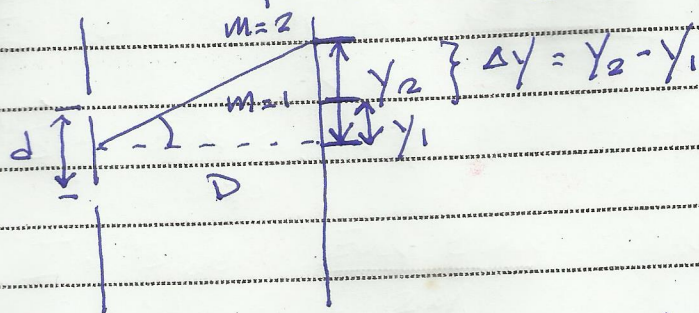 m=2
Y2 } ΔY = Y2 - Y1
m=1
Y1
d
D